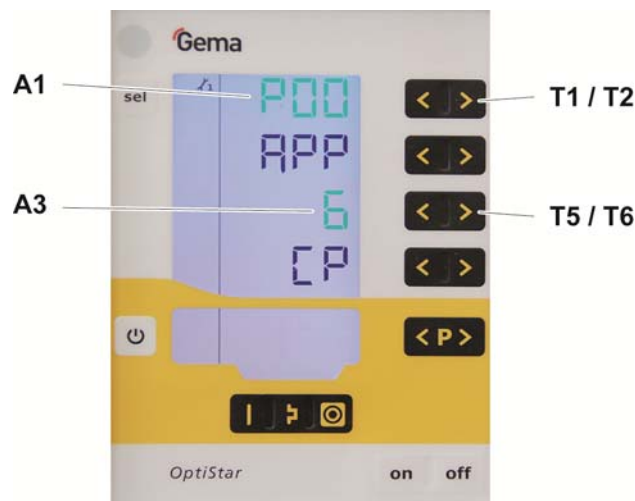 Gema
A1
sel
P00
< >
T1 / T2
APP
< >
A3
6
< >
T5 / T6
CP
< >
< P >
OptiStar
on off